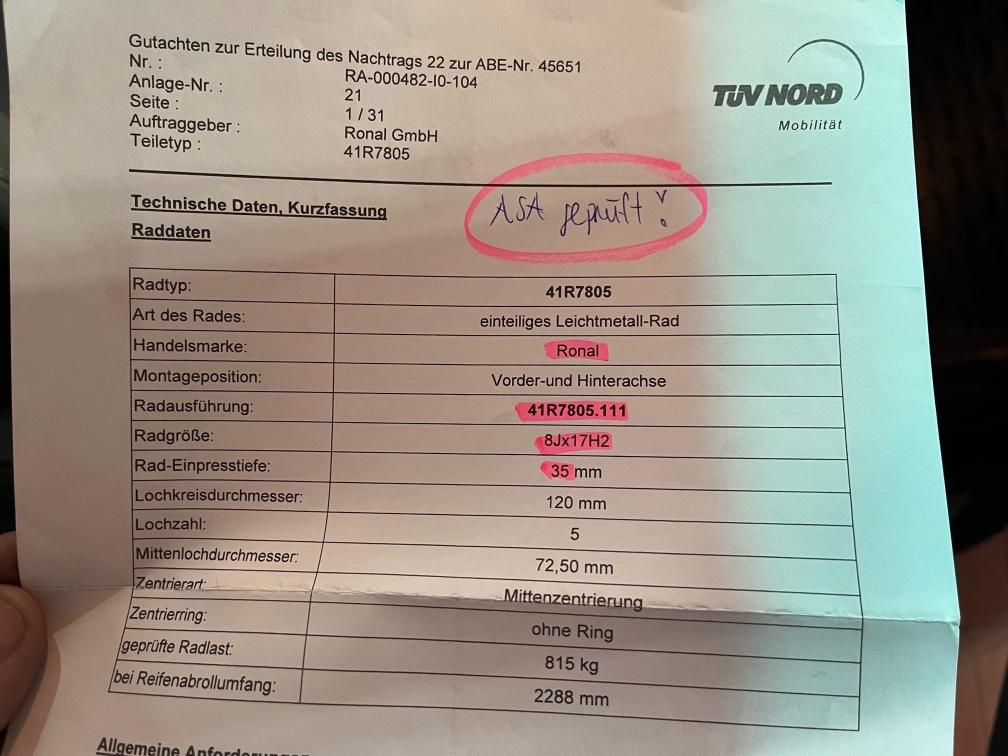 Gutachten zur Erteilung des Nachtrags 22 zur ABE-Nr. 45651
Nr. : RA-000482-I0-104
Anlage-Nr. : 21
Seite : 1 / 31
Auftraggeber : Ronal GmbH
Teiletyp : 41R7805
TÜV NORD
Mobilität
Technische Daten, Kurzfassung
ASA geprüft !
Raddaten
Radtyp: 41R7805
Art des Rades: einteiliges Leichtmetall-Rad
Handelsmarke: Ronal
Montageposition: Vorder-und Hinterachse
Radausführung: 41R7805.111
Radgröße: 8Jx17H2
Rad-Einpresstiefe: 35 mm
Lochkreisdurchmesser: 120 mm
Lochzahl: 5
Mittenlochdurchmesser: 72,50 mm
Zentrierart: Mittenzentrierung
Zentrierring: ohne Ring
geprüfte Radlast: 815 kg
bei Reifenabrollumfang: 2288 mm
Allgemeine